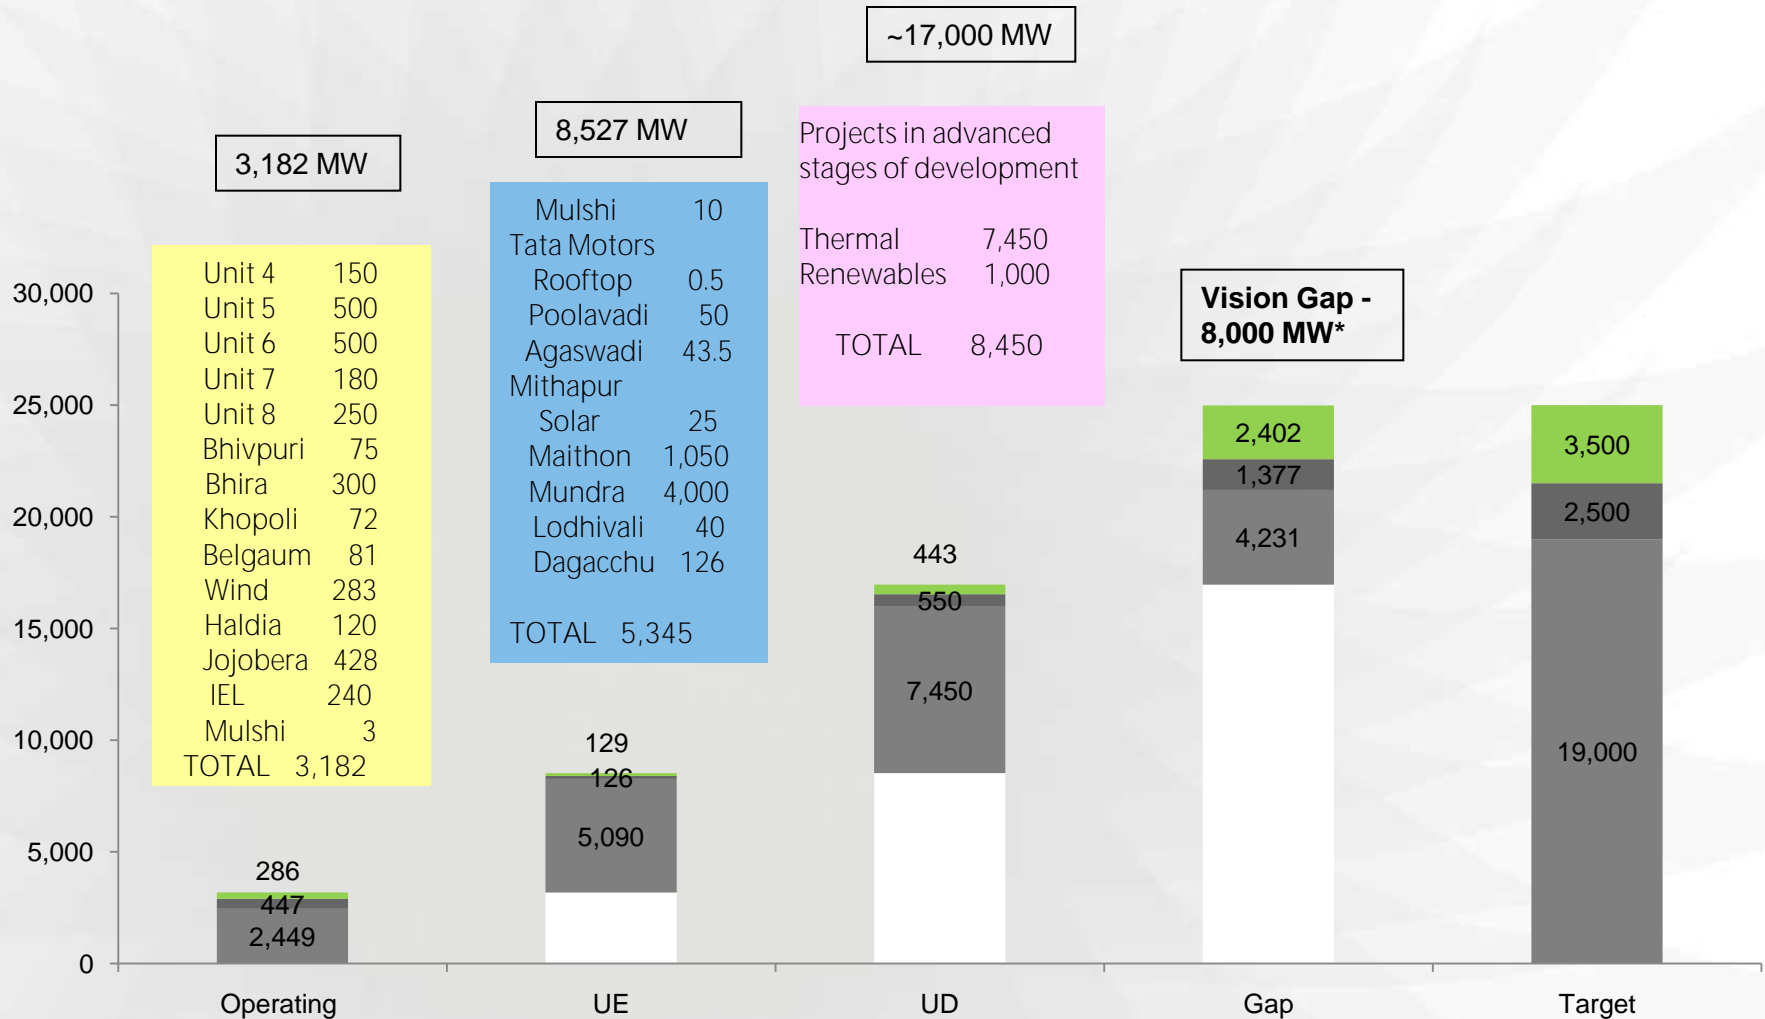 ~17,000 MW
8,527 MW
3,182 MW
Projects in advanced
stages of development
Thermal 7,450
Renewables 1,000
TOTAL 8,450
Mulshi 10
Tata Motors
Rooftop 0.5
Poolavadi 50
Agaswadi 43.5
Mithapur
Solar 25
Maithon 1,050
Mundra 4,000
Lodhivali 40
Dagacchu 126
TOTAL 5,345
Unit 4 150
Unit 5 500
Unit 6 500
Unit 7 180
Unit 8 250
Bhivpuri 75
Bhira 300
Khopoli 72
Belgaum 81
Wind 283
Haldia 120
Jojobera 428
IEL 240
Mulshi 3
TOTAL 3,182
Vision Gap -
8,000 MW*
30,000
25,000
20,000
15,000
10,000
5,000
0
286
447
2,449
129
126
5,090
443
550
7,450
2,402
1,377
4,231
3,500
2,500
19,000
Operating UE UD Gap Target